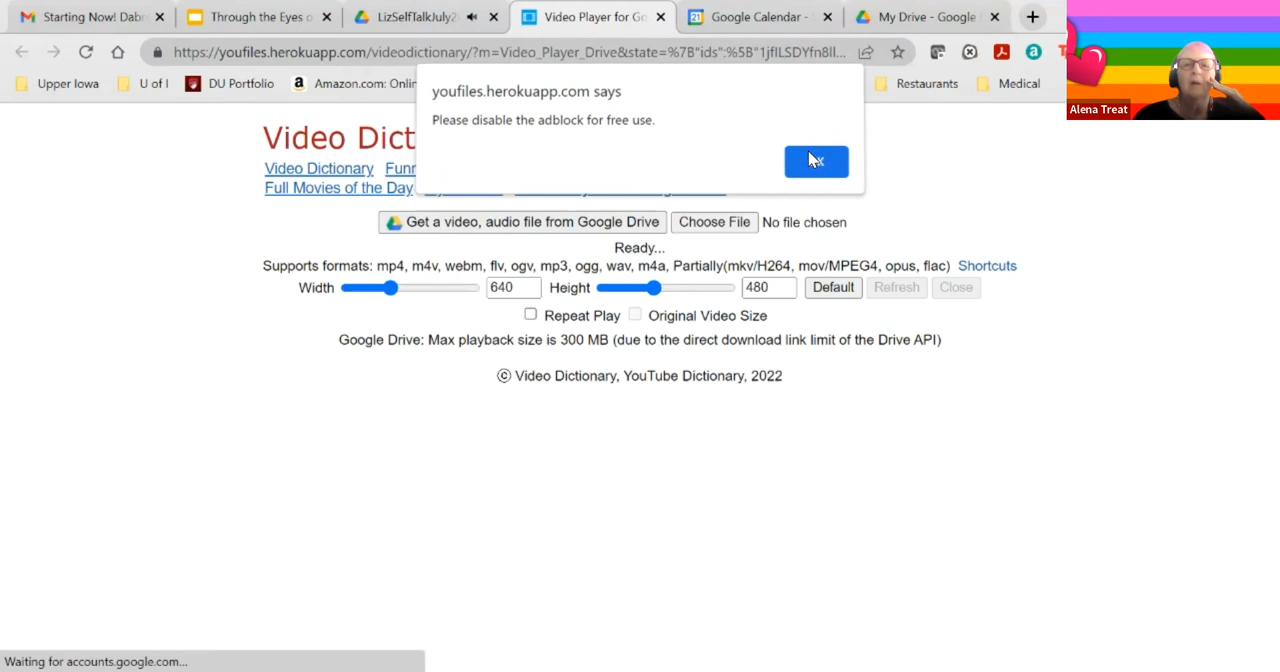 Starting Now! Dabr
Through the Eyes o
LizSelfTalkJuly2
Video Player for Go
Google Calendar -
My Drive - Google
https://youfiles.herokuapp.com/videodictionary/?m=Video_Player_Drive&state=%7B"ids":%5B"1jfILSDYfn8II...
Upper Iowa
U of I
DU Portfolio
Amazon.com: Onlin
Restaurants
Medical
Alena Treat
youfiles.herokuapp.com says
Please disable the adblock for free use.
Video Dict
Video Dictionary Funr
Full Movies of the Day
Get a video, audio file from Google Drive Choose File No file chosen
Ready...
Supports formats: mp4, m4v, webm, flv, ogv, mp3, ogg, wav, m4a, Partially(mkv/H264, mov/MPEG4, opus, flac) Shortcuts
Width 640 Height 480 Default Refresh Close
Repeat Play Original Video Size
Google Drive: Max playback size is 300 MB (due to the direct download link limit of the Drive API)
© Video Dictionary, YouTube Dictionary, 2022
Waiting for accounts.google.com...